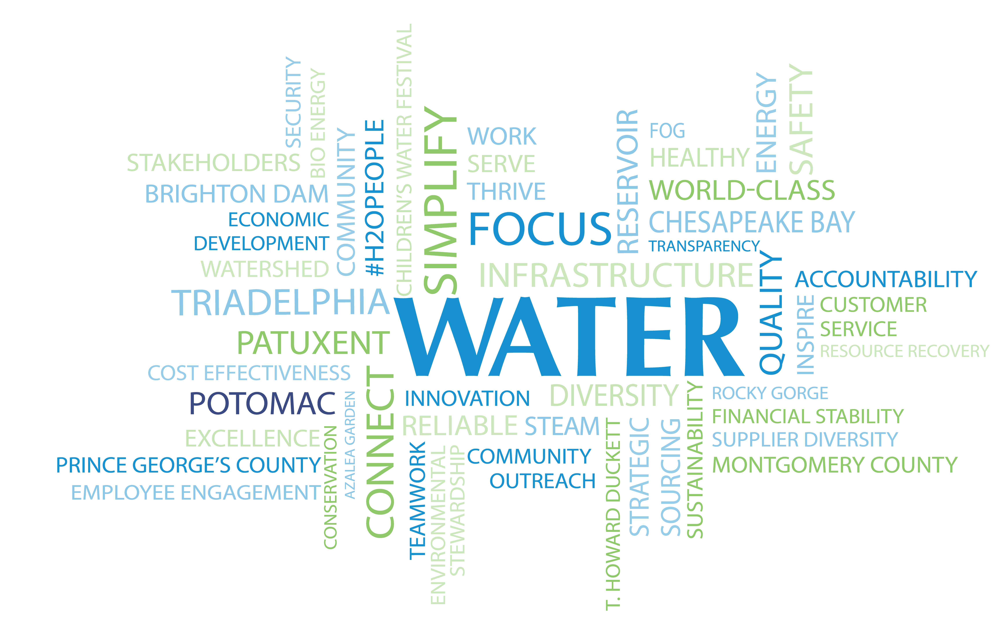 SECURITY
BIO ENERGY
STAKEHOLDERS
BRIGHTON DAM
ECONOMIC
DEVELOPMENT
WATERSHED
COMMUNITY
#H2OPEOPLE
CHILDREN'S WATER FESTIVAL
SIMPLIFY
WORK
SERVE
THRIVE
FOCUS
RESERVOIR
FOG
HEALTHY
ENERGY
SAFETY
WORLD-CLASS
CHESAPEAKE BAY
TRANSPARENCY
INFRASTRUCTURE
TRIADELPHIA
PATUXENT
WATER
QUALITY
ACCOUNTABILITY
INSPIRE
CUSTOMER
SERVICE
RESOURCE RECOVERY
COST EFFECTIVENESS
POTOMAC
EXCELLENCE
PRINCE GEORGE'S COUNTY
EMPLOYEE ENGAGEMENT
CONSERVATION
AZALEA GARDEN
CONNECT
INNOVATION
DIVERSITY
RELIABLE
STEAM
TEAMWORK
ENVIRONMENTAL
STEWARDSHIP
COMMUNITY
OUTREACH
T. HOWARD DUCKETT
STRATEGIC
SOURCING
SUSTAINABILITY
ROCKY GORGE
FINANCIAL STABILITY
SUPPLIER DIVERSITY
MONTGOMERY COUNTY